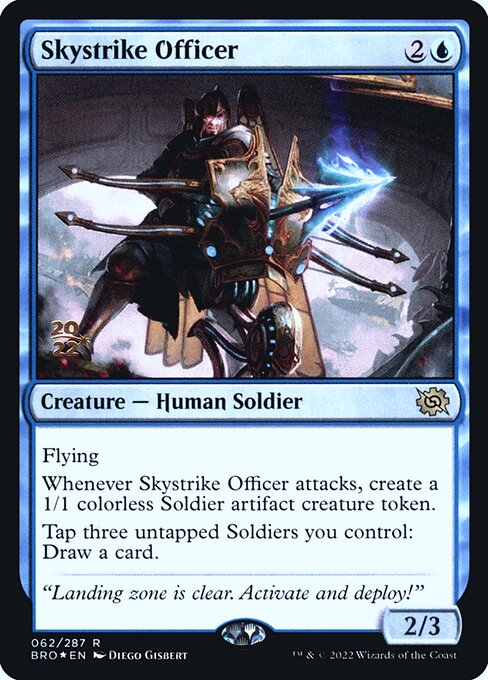 Skystrike Officer 2
20
22
Creature — Human Soldier
Flying
Whenever Skystrike Officer attacks, create a
1/1 colorless Soldier artifact creature token.
Tap three untapped Soldiers you control:
Draw a card.
“Landing zone is clear. Activate and deploy!”
2/3
062/287 R
BRO★EN Diego Gisbert
™ & © 2022 Wizards of the Coast